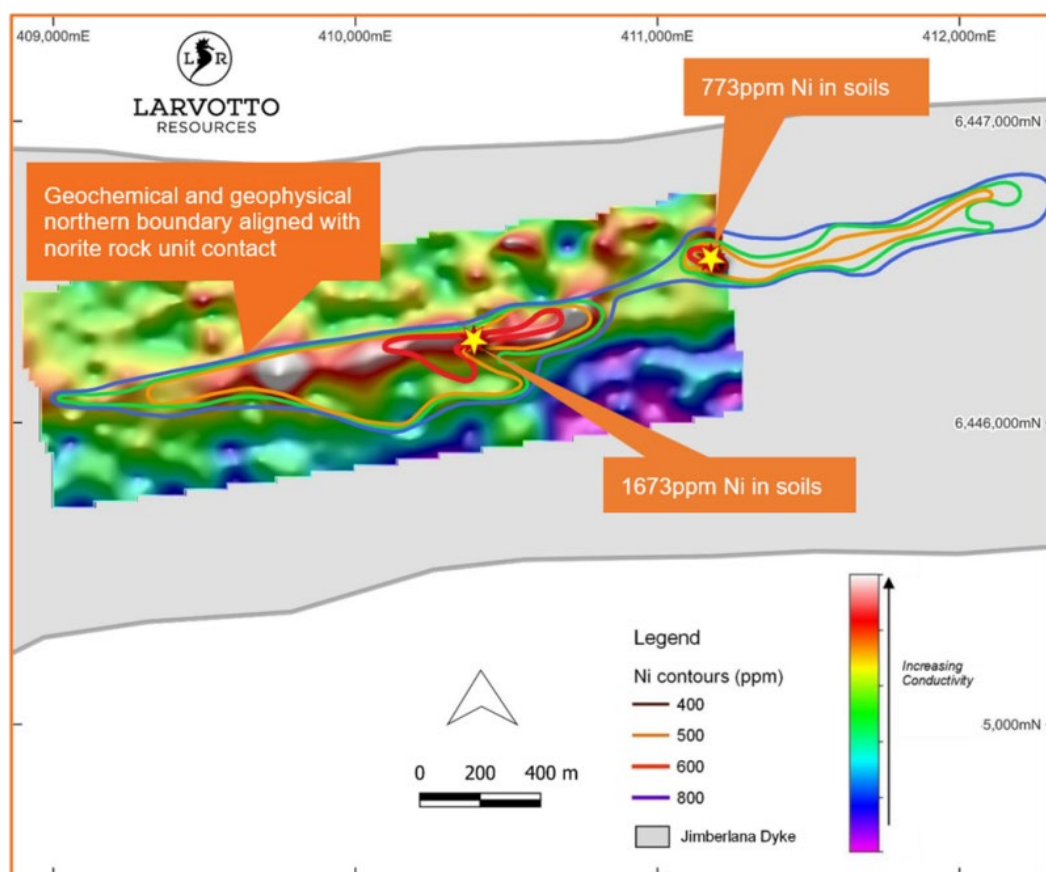 409,000mE
410,000mE
411,000mE
412,000mE
L R
LARVOTTO
RESOURCES
773ppm Ni in soils
6,447,000mN
Geochemical and geophysical
northern boundary aligned with
norite rock unit contact
6,446,000mN
1673ppm Ni in soils
Legend
Ni contours (ppm)
400
500
600
800
Jimberlana Dyke
Increasing
Conductivity
5,000mN
0 200 400 m